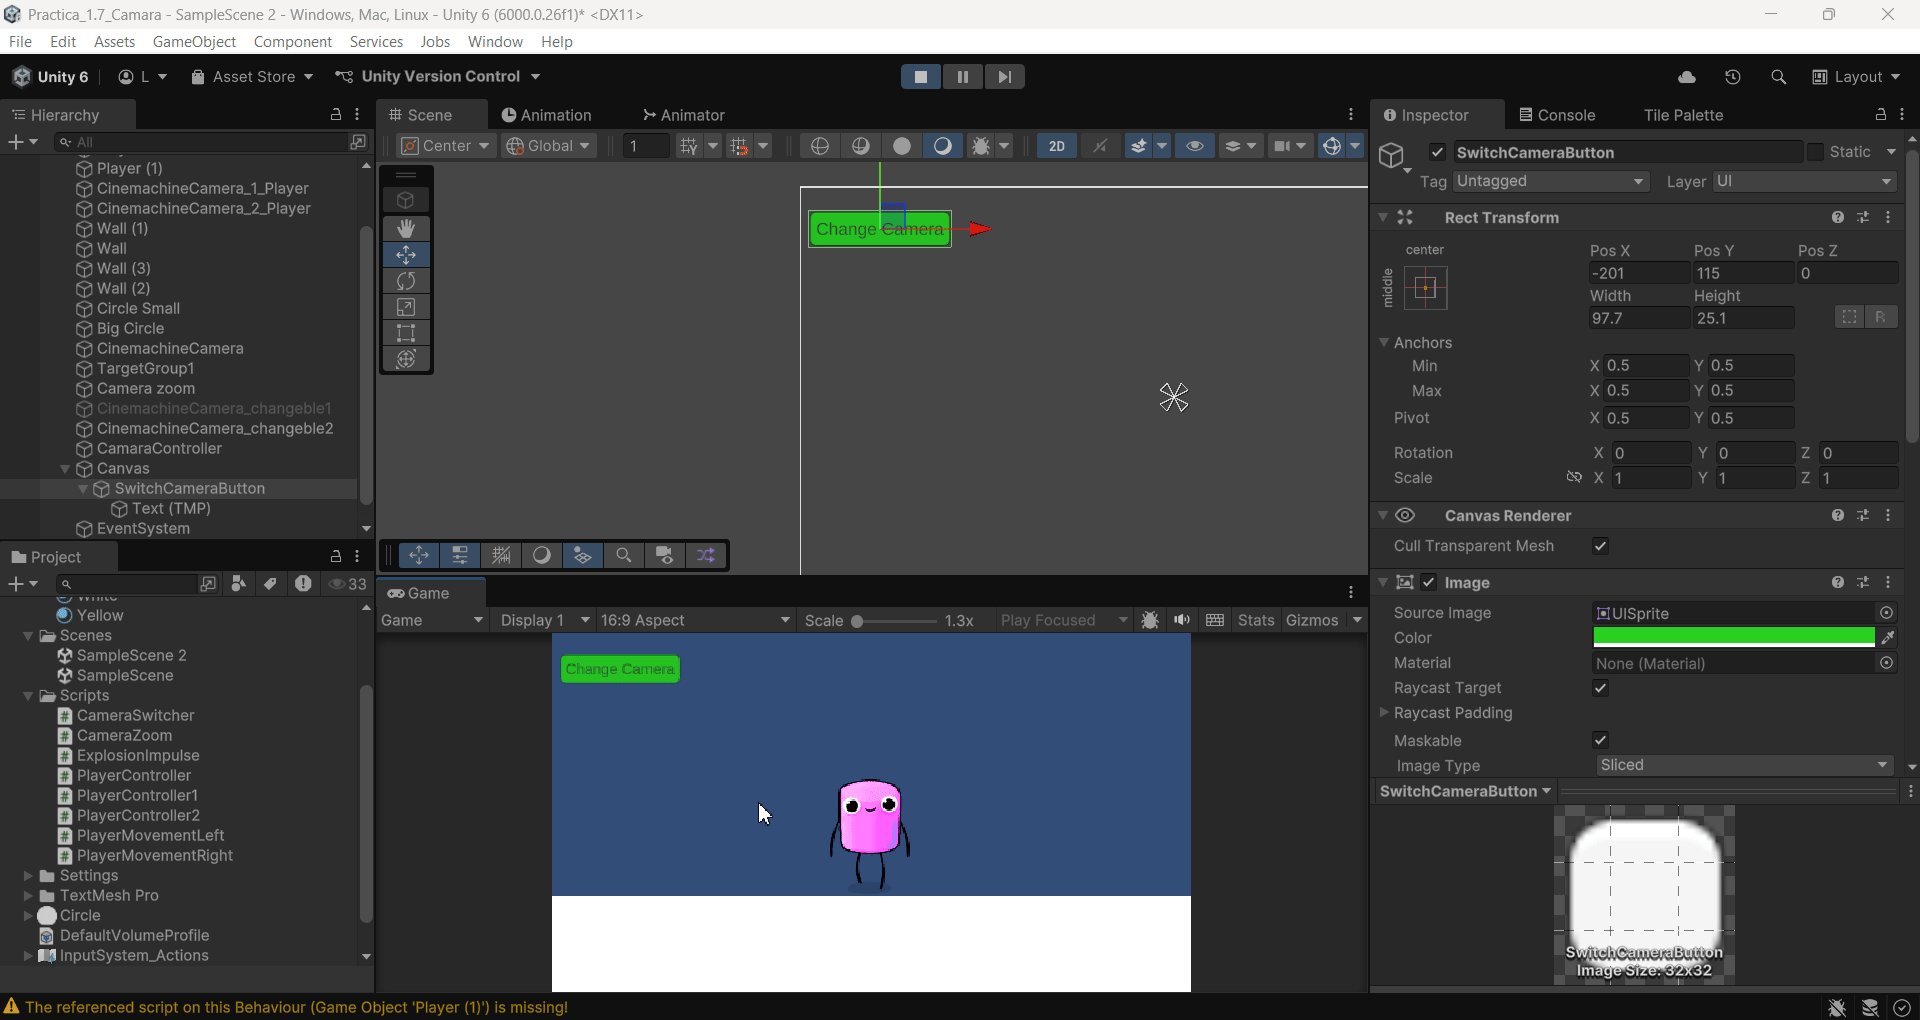 Practica_1.7_Camara - SampleScene 2 - Windows, Mac, Linux - Unity 6 (6000.0.26f1)* <DX11>
File Edit Assets GameObject Component Services Jobs Window Help
Unity 6 L Asset Store Unity Version Control Layout
Hierarchy
All
Player (1)
CinemachineCamera_1_Player
CinemachineCamera_2_Player
Wall (1)
Wall
Wall (3)
Wall (2)
Circle Small
Big Circle
CinemachineCamera
TargetGroup1
Camera zoom
CinemachineCamera_changeble1
CinemachineCamera_changeble2
CamaraController
Canvas
SwitchCameraButton
Text (TMP)
EventSystem
Project
33
White
Yellow
Scenes
SampleScene 2
SampleScene
Scripts
CameraSwitcher
CameraZoom
ExplosionImpulse
PlayerController
PlayerController1
PlayerController2
PlayerMovementLeft
PlayerMovementRight
Settings
TextMesh Pro
Circle
DefaultVolumeProfile
InputSystem_Actions
Scene Animation Animator
Center Global 1 2D
Change Camera
Game
Game Display 1 16:9 Aspect Scale 1.3x Play Focused Stats Gizmos
Change Camera
Inspector Console Tile Palette
SwitchCameraButton Static
Tag Untagged Layer UI
Rect Transform
center
middle
Pos X Pos Y Pos Z
-201 115 0
Width Height
97.7 25.1 R
Anchors
Min X 0.5 Y 0.5
Max X 0.5 Y 0.5
Pivot X 0.5 Y 0.5
Rotation X 0 Y 0 Z 0
Scale X 1 Y 1 Z 1
Canvas Renderer
Cull Transparent Mesh
Image
Source Image UISprite
Color
Material None (Material)
Raycast Target
Raycast Padding
Maskable
Image Type Sliced
SwitchCameraButton
SwitchCameraButton
Image Size: 32x32
The referenced script on this Behaviour (Game Object 'Player (1)') is missing!